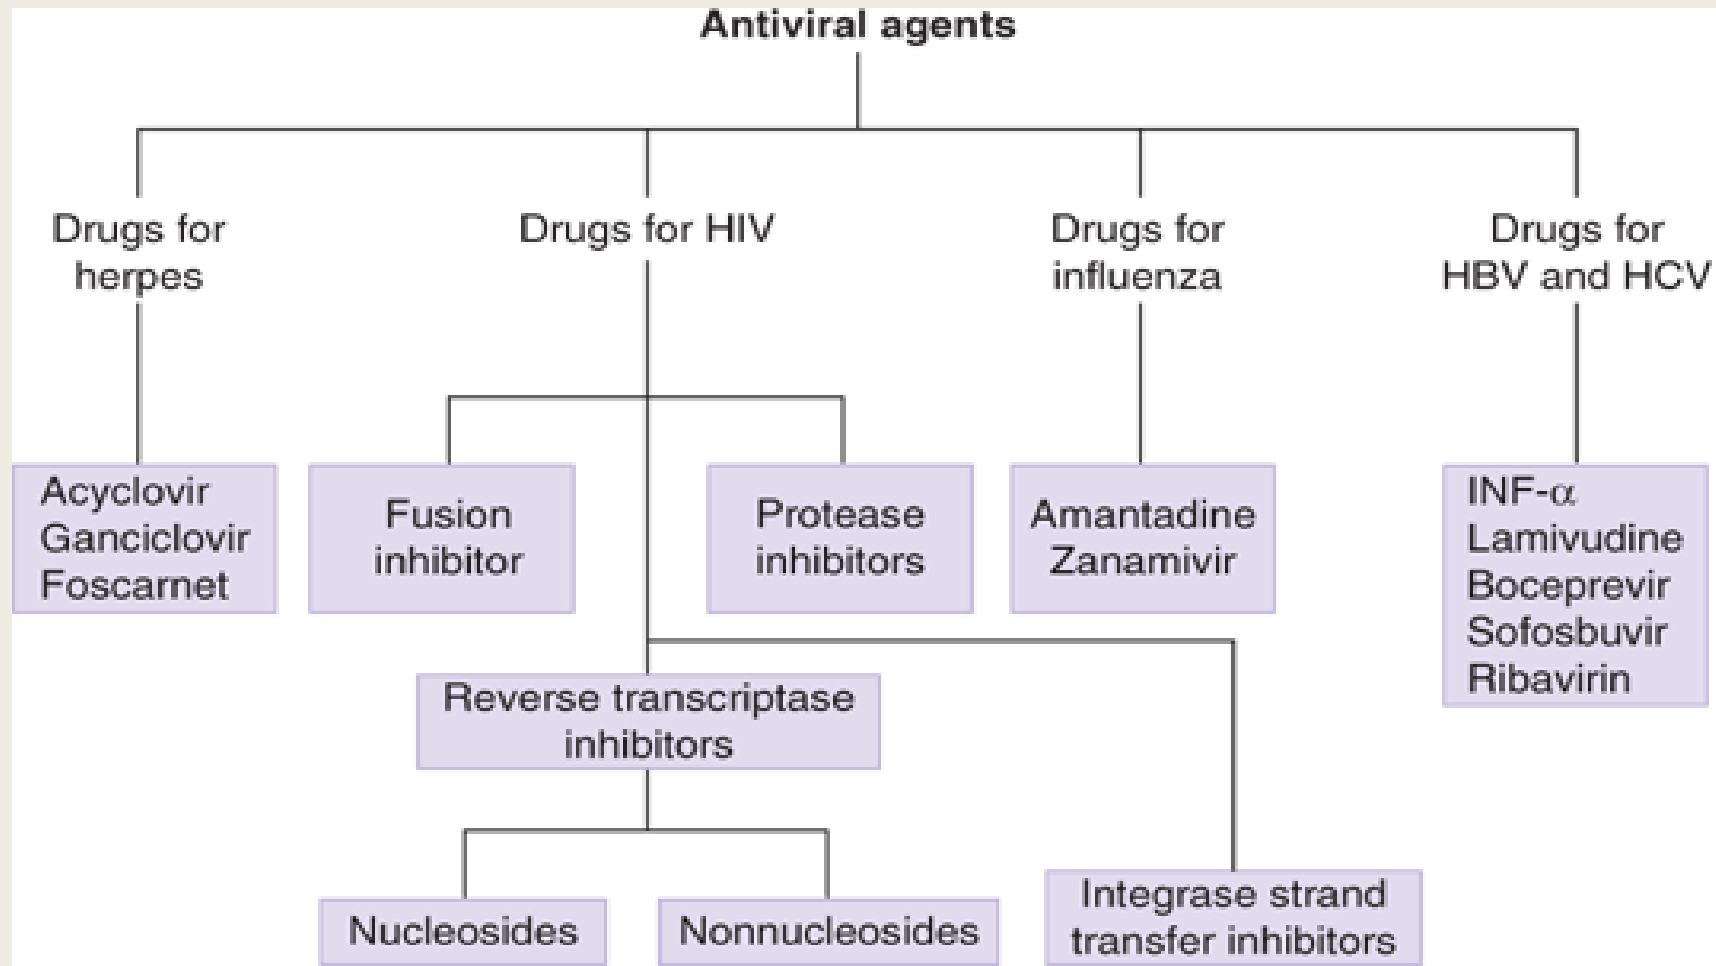 Antiviral agents
Drugs for
herpes
Drugs for HIV
Drugs for
influenza
Drugs for
HBV and HCV
Acyclovir
Ganciclovir
Foscarnet
Fusion
inhibitor
Protease
inhibitors
Amantadine
Zanamivir
INF-α
Lamivudine
Boceprevir
Sofosbuvir
Ribavirin
Reverse transcriptase
inhibitors
Nucleosides
Nonnucleosides
Integrase strand
transfer inhibitors